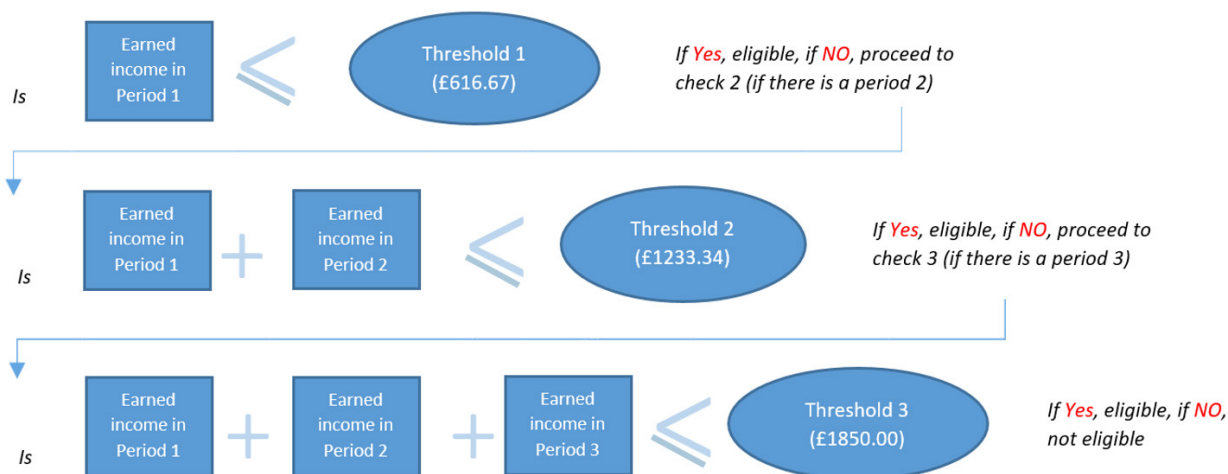 Is
Earned
income in
Period 1
≤
Threshold 1
(£616.67)
If Yes, eligible, if NO, proceed to
check 2 (if there is a period 2)
Is
Earned
income in
Period 1
+
Earned
income in
Period 2
≤
Threshold 2
(£1233.34)
If Yes, eligible, if NO, proceed to
check 3 (if there is a period 3)
Is
Earned
income in
Period 1
+
Earned
income in
Period 2
+
Earned
income in
Period 3
≤
Threshold 3
(£1850.00)
If Yes, eligible, if NO,
not eligible